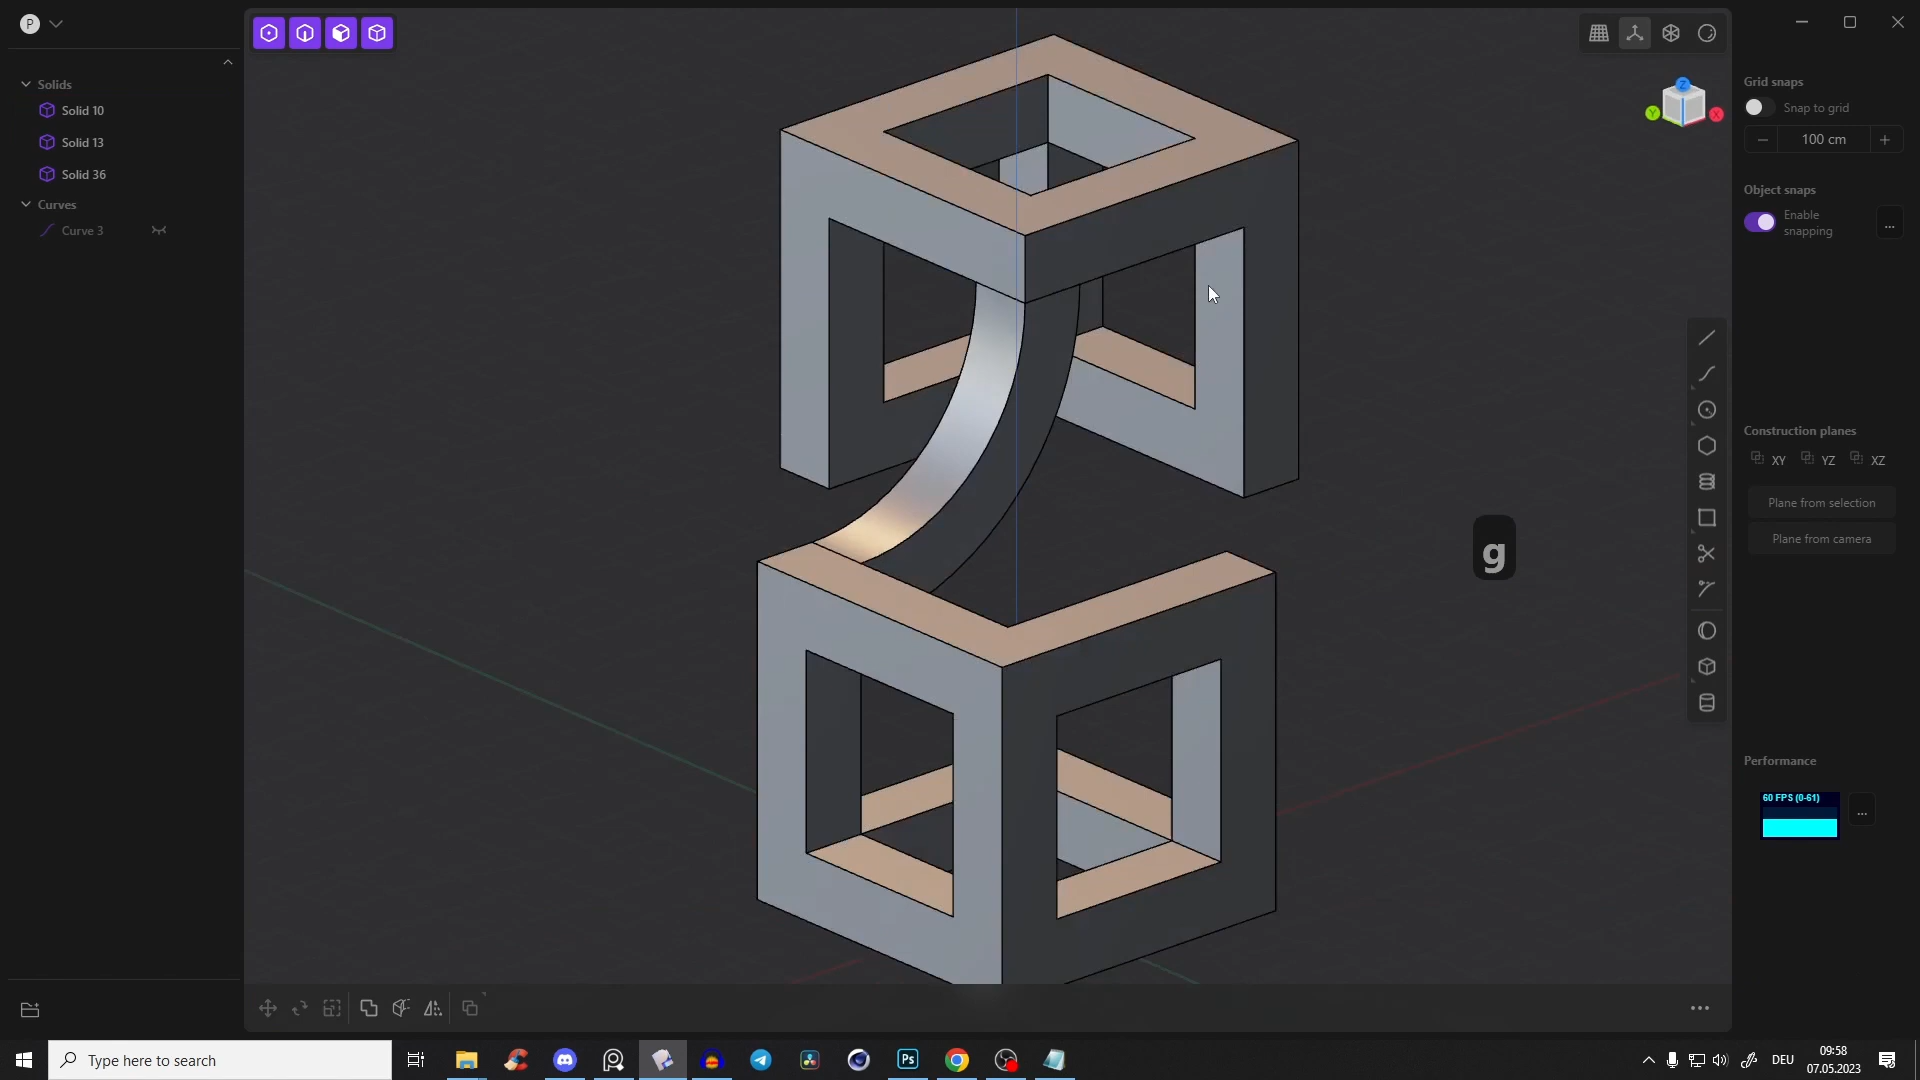 P
Solids
Solid 10
Solid 13
Solid 36
Curves
Curve 3
Z
Y
X
Grid snaps
Snap to grid
100 cm
Object snaps
Enable
snapping
...
Construction planes
XY
YZ
XZ
Plane from selection
Plane from camera
g
Performance
60 FPS (0-61)
...
Type here to search
Ps
DEU
09:58
07.05.2023